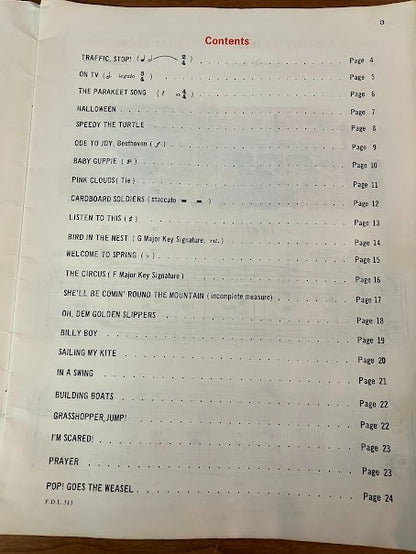 3
Contents
TRAFFIC, STOP! ( ) . . . Page 4
ON TV ( legato 3/4 ) . . . Page 5
THE PARAKEET SONG ( 4/4 ) . . . Page 6
HALLOWEEN . . . Page 7
SPEEDY THE TURTLE . . . Page 8
ODE TO JOY, Beethoven ( f ) . . . Page 9
BABY GUPPIE ( p ) . . . Page 10
PINK CLOUDS ( Tie ) . . . Page 11
CARDBOARD SOLDIERS ( staccato ) . . . Page 12
LISTEN TO THIS ( ♯ ) . . . Page 13
BIRD IN THE NEST ( G Major Key Signature, rit. ) . . . Page 14
WELCOME TO SPRING ( ♭ ) . . . Page 15
THE CIRCUS ( F Major Key Signature ) . . . Page 16
SHE'LL BE COMIN' ROUND THE MOUNTAIN ( incomplete measure ) . . . Page 17
OH, DEM GOLDEN SLIPPERS . . . Page 18
BILLY BOY . . . Page 19
SAILING MY KITE . . . Page 20
IN A SWING . . . Page 21
BUILDING BOATS . . . Page 22
GRASSHOPPER, JUMP! . . . Page 22
I'M SCARED! . . . Page 23
PRAYER . . . Page 23
POP! GOES THE WEASEL . . . Page 24
F.D.L. 313